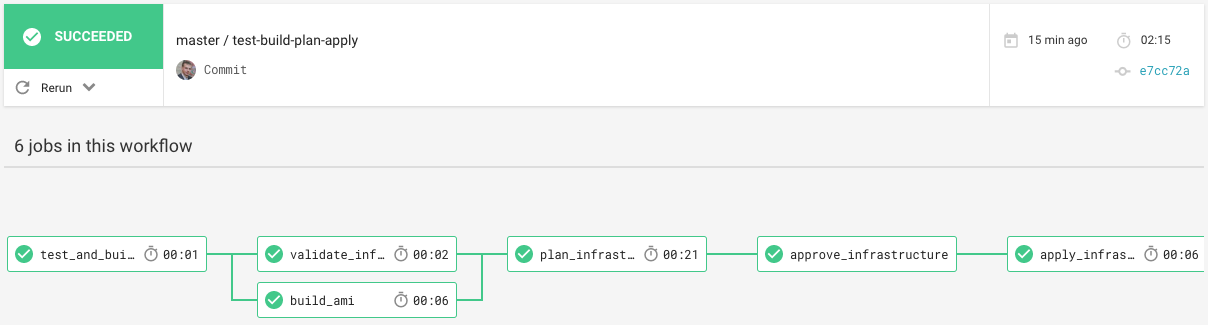 SUCCEEDED
master / test-build-plan-apply
15 min ago
02:15
Rerun
Commit
e7cc72a
6 jobs in this workflow
test_and_bui… 00:01
validate_inf… 00:02
plan_infrast… 00:21
approve_infrastructure
apply_infras… 00:06
build_ami 00:06